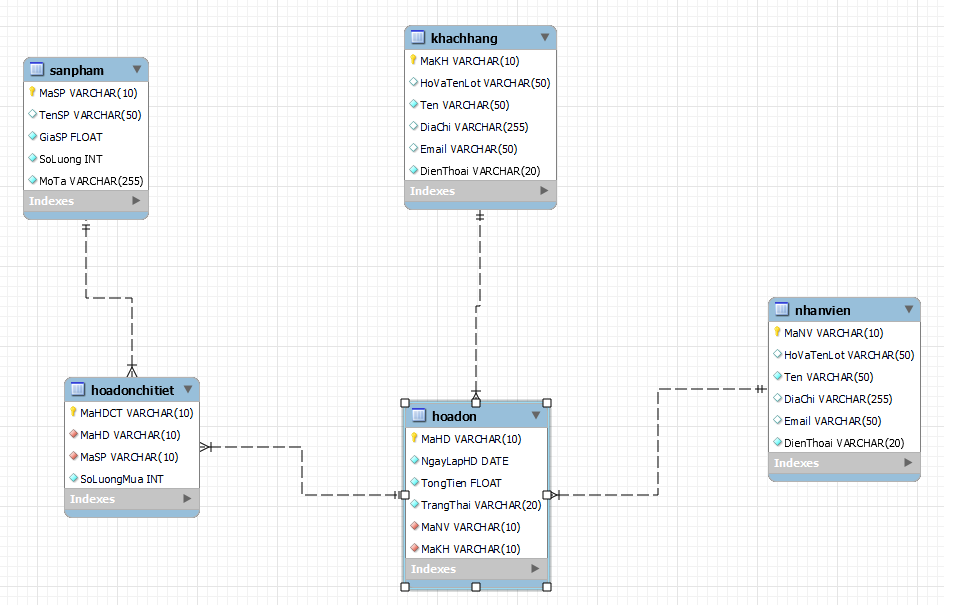 sanpham
MaSP VARCHAR(10)
TenSP VARCHAR(50)
GiaSP FLOAT
SoLuong INT
MoTa VARCHAR(255)
Indexes
khachhang
MaKH VARCHAR(10)
HoVaTenLot VARCHAR(50)
Ten VARCHAR(50)
DiaChi VARCHAR(255)
Email VARCHAR(50)
DienThoai VARCHAR(20)
Indexes
nhanvien
MaNV VARCHAR(10)
HoVaTenLot VARCHAR(50)
Ten VARCHAR(50)
DiaChi VARCHAR(255)
Email VARCHAR(50)
DienThoai VARCHAR(20)
Indexes
hoadonchitiet
MaHDCT VARCHAR(10)
MaHD VARCHAR(10)
MaSP VARCHAR(10)
SoLuongMua INT
Indexes
hoadon
MaHD VARCHAR(10)
NgayLapHD DATE
TongTien FLOAT
TrangThai VARCHAR(20)
MaNV VARCHAR(10)
MaKH VARCHAR(10)
Indexes